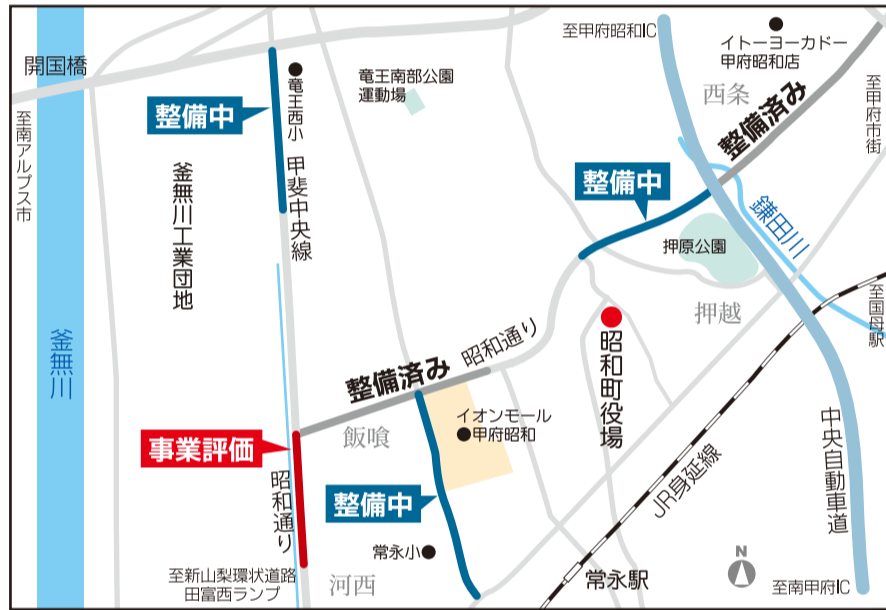 開国橋
至南アルプス市
釜無川
釜無川工業団地
整備中
竜王西小
甲斐中央線
竜王南部公園
運動場
至甲府昭和IC
イトーヨーカドー
甲府昭和店
西条
整備済み
至甲府市街
整備中
鎌田川
押原公園
押越
至国母駅
昭和通り
整備済み
昭和町役場
イオンモール
甲府昭和
飯喰
事業評価
昭和通り
整備中
常永小
河西
至新山梨環状道路
田富西ランプ
JR身延線
常永駅
中央自動車道
N
至南甲府IC